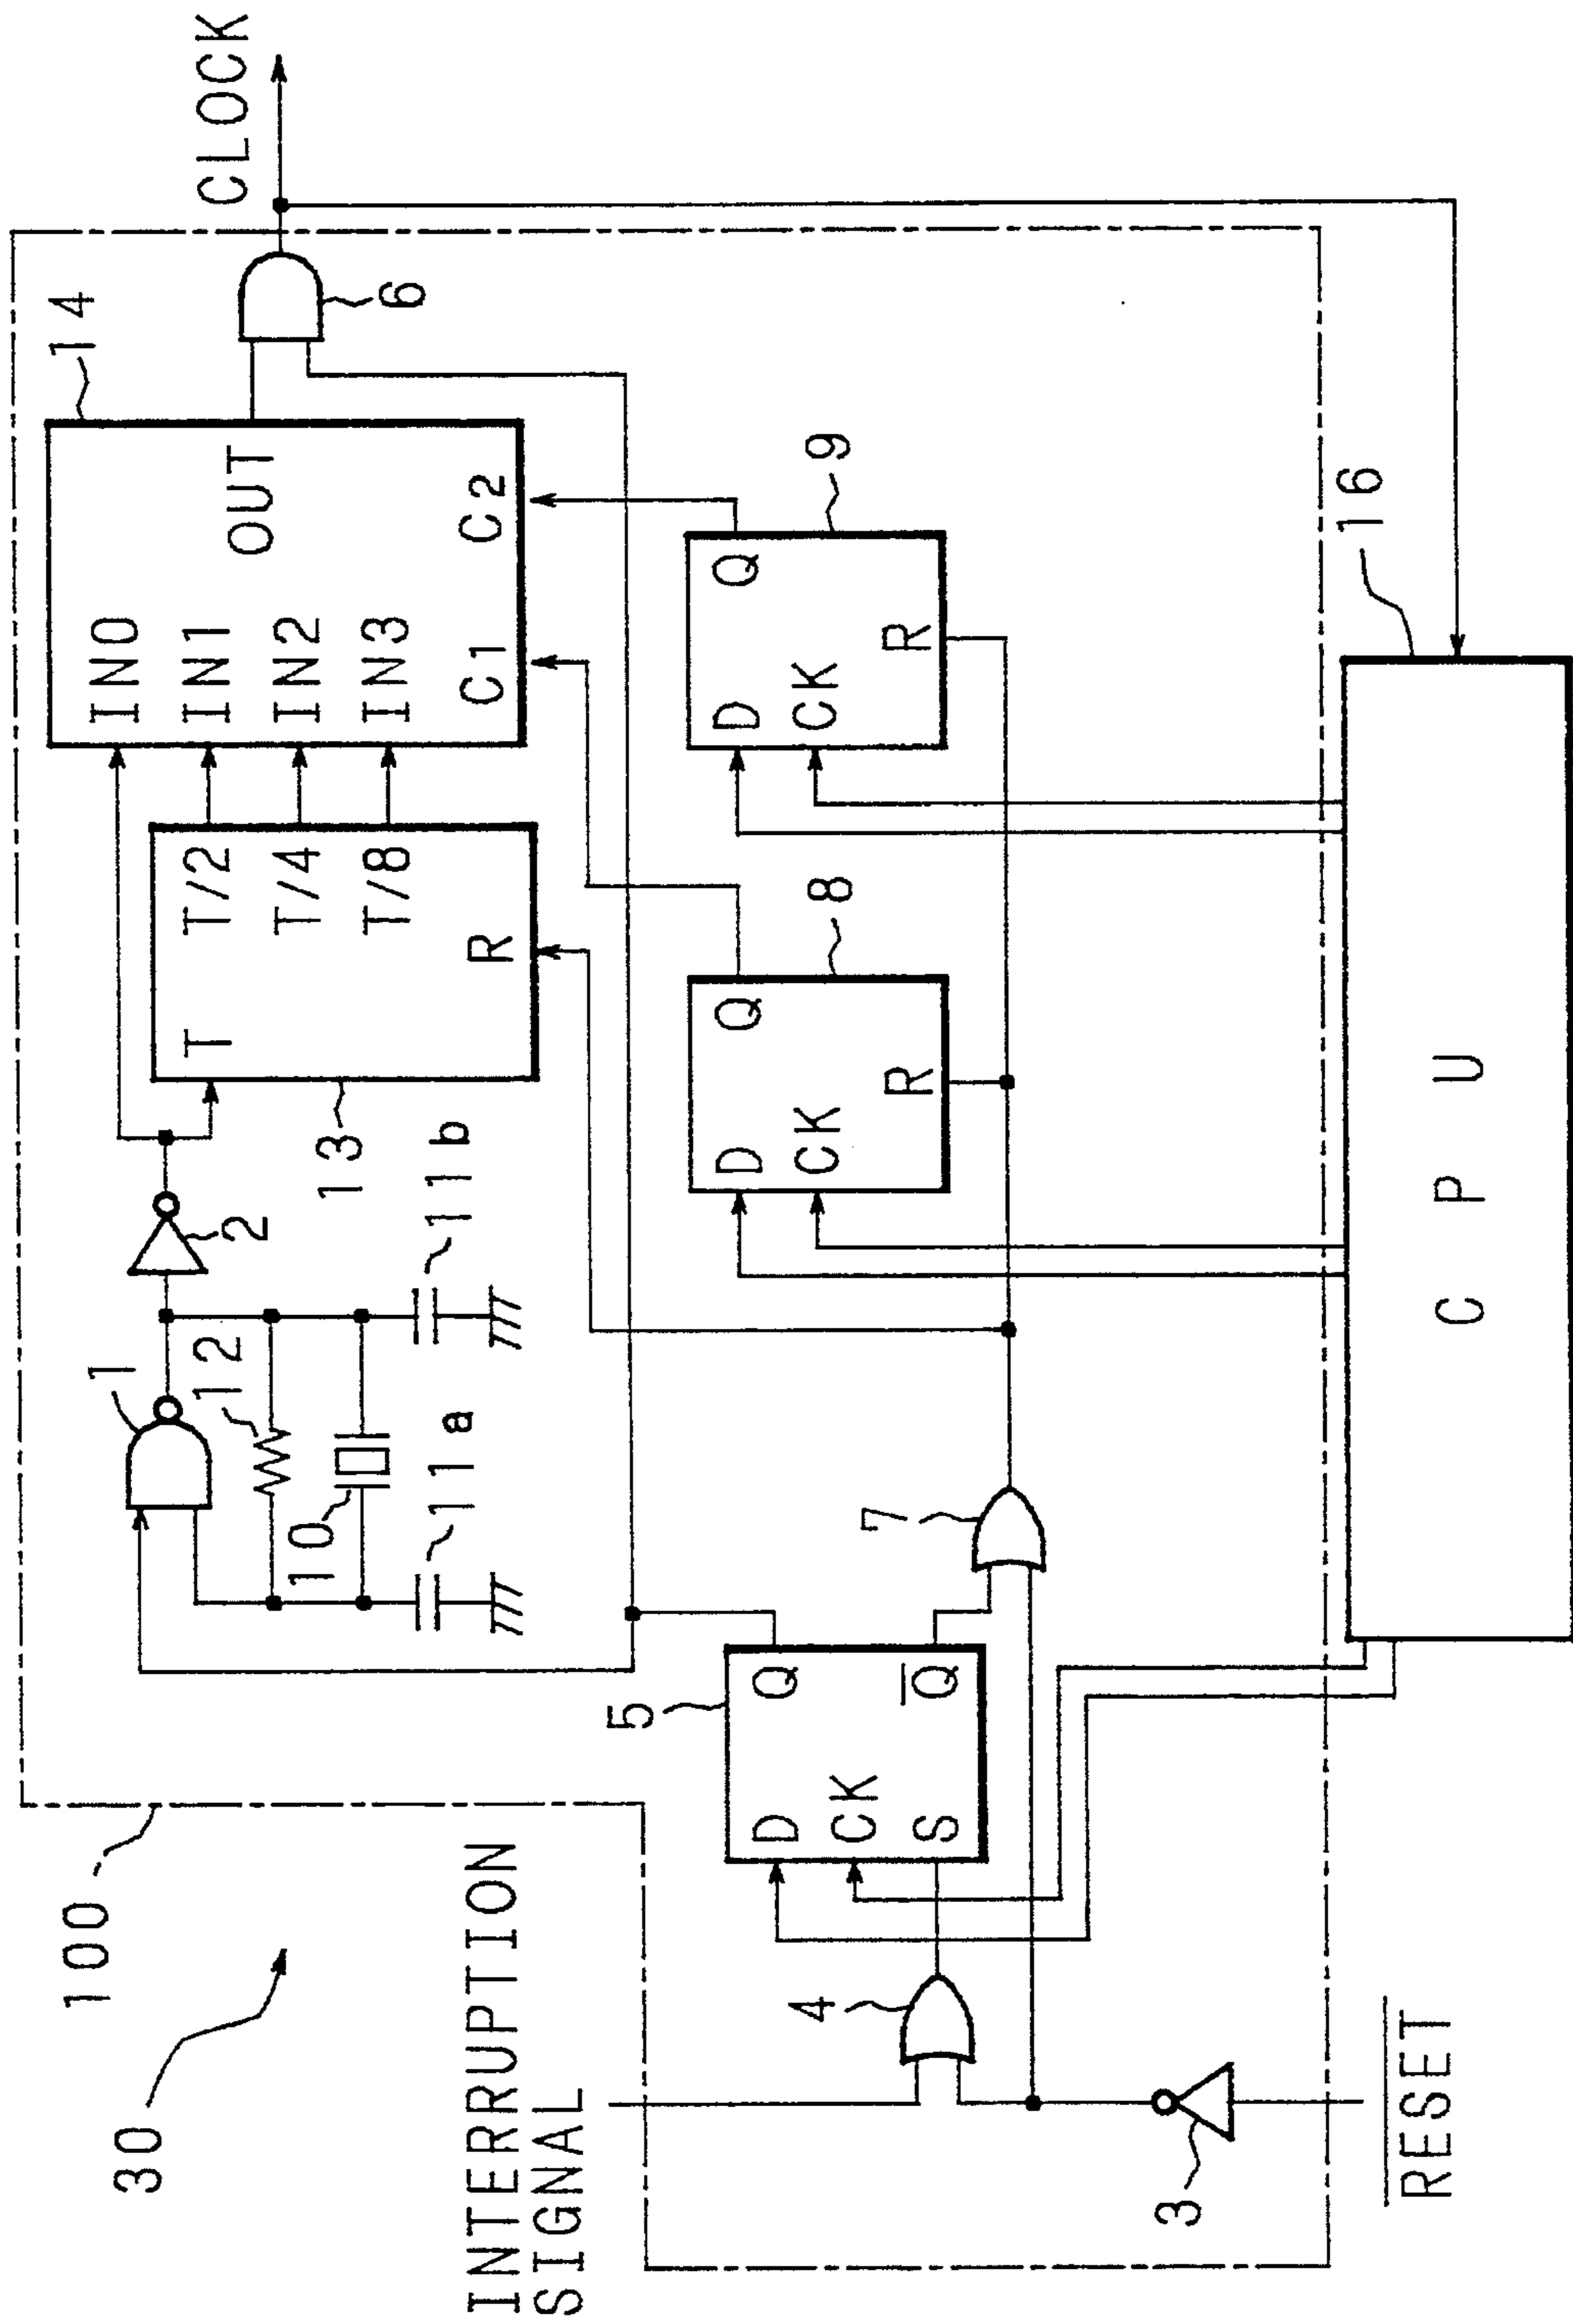 30
100
INTERRUPTION
SIGNAL
RESET
3
4
5
D
CK
S
Q
Q
7
1
12
10
11a
11b
2
13
T
T/2
T/4
T/8
R
14
IN0
IN1
IN2
IN3
OUT
C1
C2
6
CLOCK
8
D
CK
Q
R
9
D
CK
Q
R
16
CPU